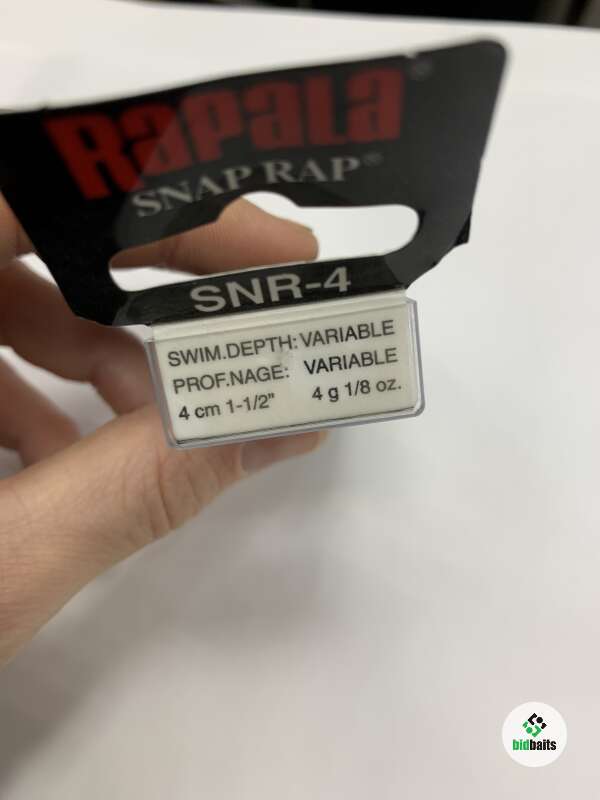 Rapala®
SNAP RAP®
SNR-4
SWIM.DEPTH: VARIABLE
PROF.NAGE: VARIABLE
4 cm 1-1/2" 4 g 1/8 oz.
bidbaits